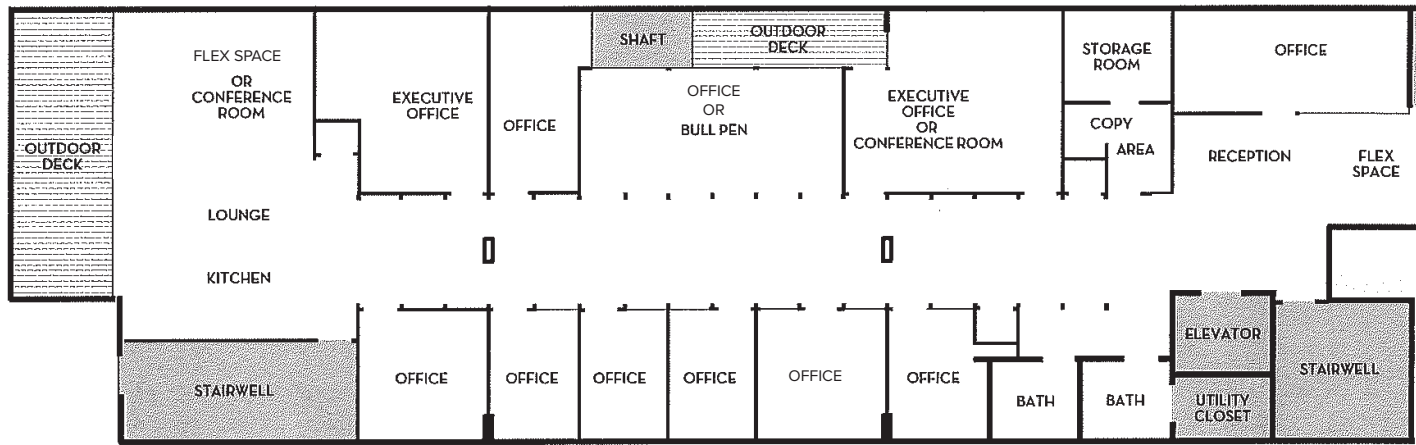 SHAFT
OUTDOOR
DECK
FLEX SPACE
OR
CONFERENCE
ROOM
EXECUTIVE
OFFICE
OFFICE
OFFICE
OR
BULL PEN
EXECUTIVE
OFFICE
OR
CONFERENCE ROOM
STORAGE
ROOM
OFFICE
COPY
AREA
OUTDOOR
DECK
RECEPTION
FLEX
SPACE
LOUNGE
KITCHEN
STAIRWELL
OFFICE
OFFICE
OFFICE
OFFICE
OFFICE
OFFICE
BATH
BATH
ELEVATOR
UTILITY
CLOSET
STAIRWELL